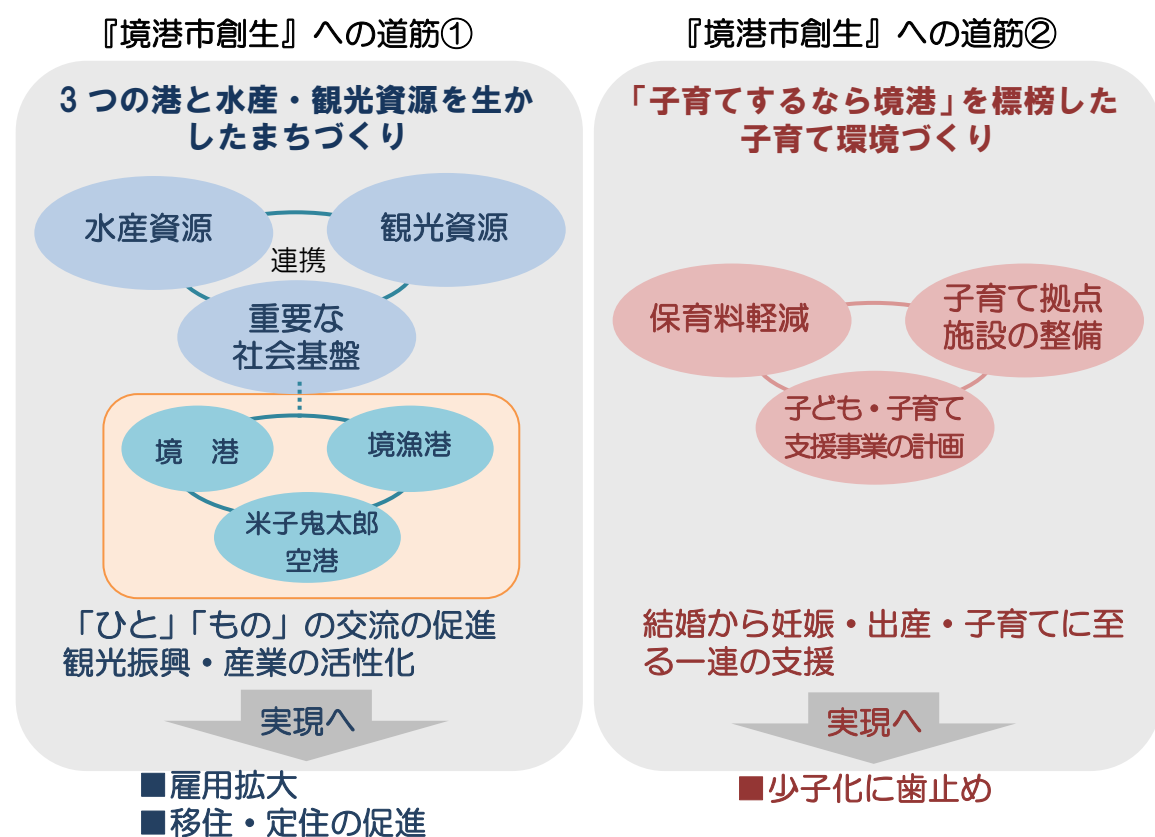 『境港市創生』への道筋①
3つの港と水産・観光資源を生か
したまちづくり
水産資源
観光資源
連携
重要な
社会基盤
境　港
境漁港
米子鬼太郎
空港
「ひと」「もの」の交流の促進
観光振興・産業の活性化
実現へ
■雇用拡大
■移住・定住の促進
『境港市創生』への道筋②
「子育てするなら境港」を標榜した
子育て環境づくり
保育料軽減
子育て拠点
施設の整備
子ども・子育て
支援事業の計画
結婚から妊娠・出産・子育てに至
る一連の支援
実現へ
■少子化に歯止め